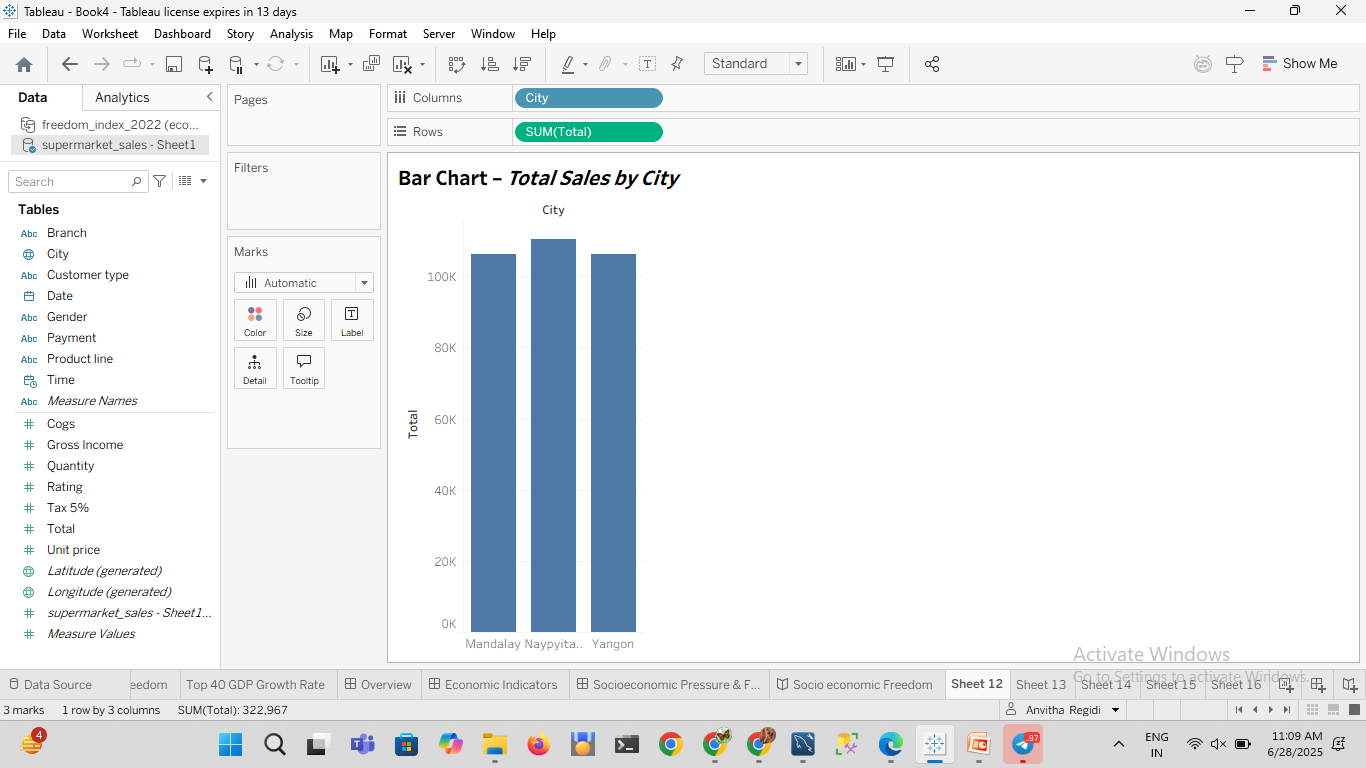 Tableau - Book4 - Tableau license expires in 13 days
File Data Worksheet Dashboard Story Analysis Map Format Server Window Help
Standard
Show Me
Data Analytics
freedom_index_2022 (eco...
supermarket_sales - Sheet1
Search
Tables
Abc Branch
City
Abc Customer type
Date
Abc Gender
Abc Payment
Abc Product line
Time
Abc Measure Names
# Cogs
# Gross Income
# Quantity
# Rating
# Tax 5%
# Total
# Unit price
Latitude (generated)
Longitude (generated)
# supermarket_sales - Sheet1...
# Measure Values
Pages
Filters
Marks
Automatic
Color Size Label
Detail Tooltip
Columns City
Rows SUM(Total)
Bar Chart – Total Sales by City
City
Total
100K
80K
60K
40K
20K
0K
Mandalay Naypyita.. Yangon
Activate Windows
Go to Settings to activate Windows.
Data Source eedom Top 40 GDP Growth Rate Overview Economic Indicators Socioeconomic Pressure & F... Socio economic Freedom Sheet 12 Sheet 13 Sheet 14 Sheet 15 Sheet 16
3 marks 1 row by 3 columns SUM(Total): 322,967 Anvitha Regidi
4
97
ENG
IN
11:09 AM
6/28/2025